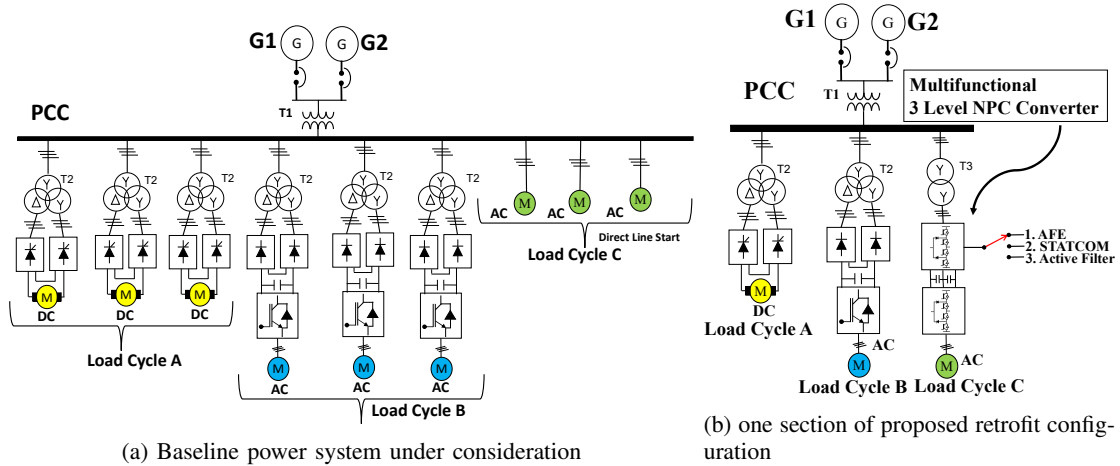 G1
G
G
G2
T1
PCC
Y
Δ
Y
T2
Y
Δ
Y
T2
Y
Δ
Y
T2
Y
Δ
Y
T2
Y
Δ
Y
T2
Y
Δ
Y
T2
M
DC
M
DC
M
DC
Load Cycle A
M
AC
M
AC
M
AC
Load Cycle B
AC
M
AC
M
AC
M
Direct Line Start
Load Cycle C
(a) Baseline power system under consideration
G1
G
G
G2
T1
PCC
Multifunctional
3 Level NPC Converter
Y
Δ
Y
T2
Y
Δ
Y
T2
Y
Y
T3
1. AFE
2. STATCOM
3. Active Filter
M
DC
Load Cycle A
M
AC
Load Cycle B
M
AC
Load Cycle C
(b) one section of proposed retrofit config-
uration